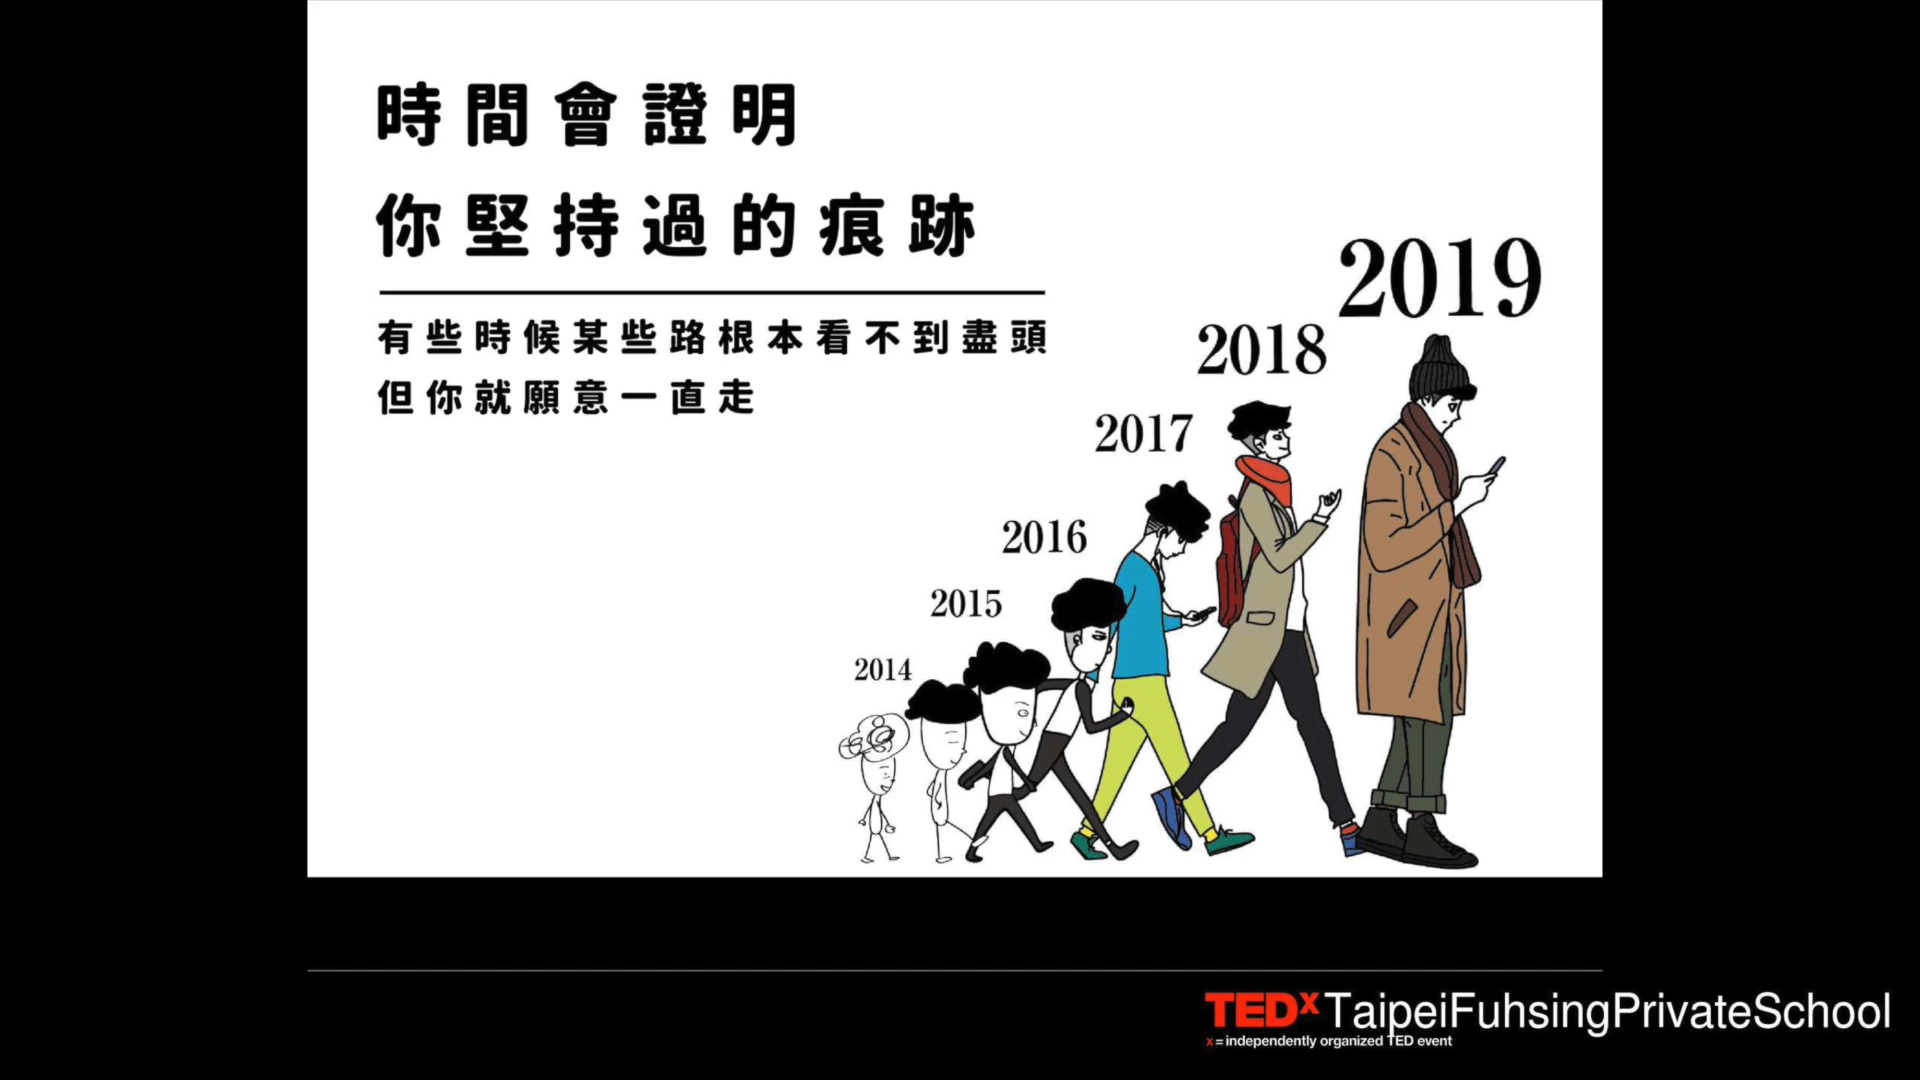 時間會證明
你堅持過的痕跡
有些時候某些路根本看不到盡頭
但你就願意一直走
2014
2015
2016
2017
2018
2019
TEDxTaipeiFuhsingPrivateSchool
x = independently organized TED event